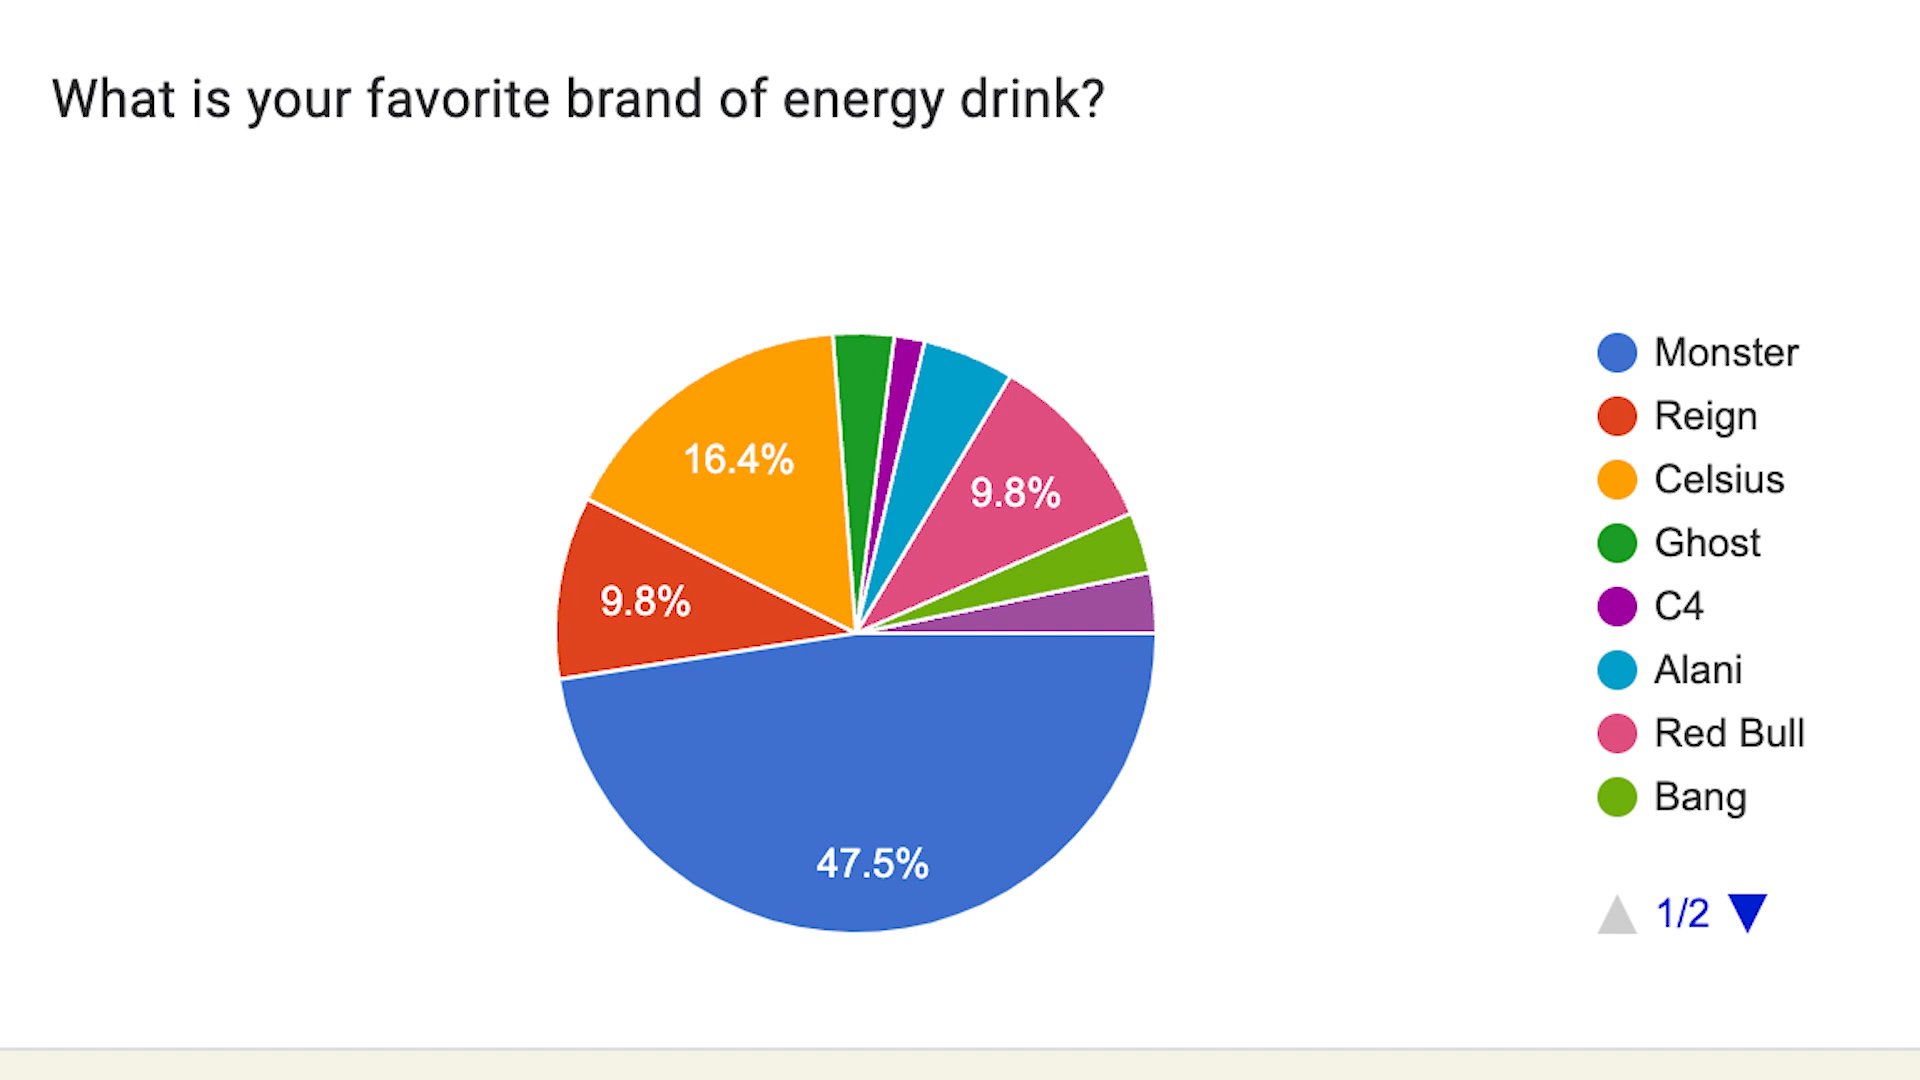 What is your favorite brand of energy drink?
16.4%
9.8%
9.8%
47.5%
Monster
Reign
Celsius
Ghost
C4
Alani
Red Bull
Bang
1/2